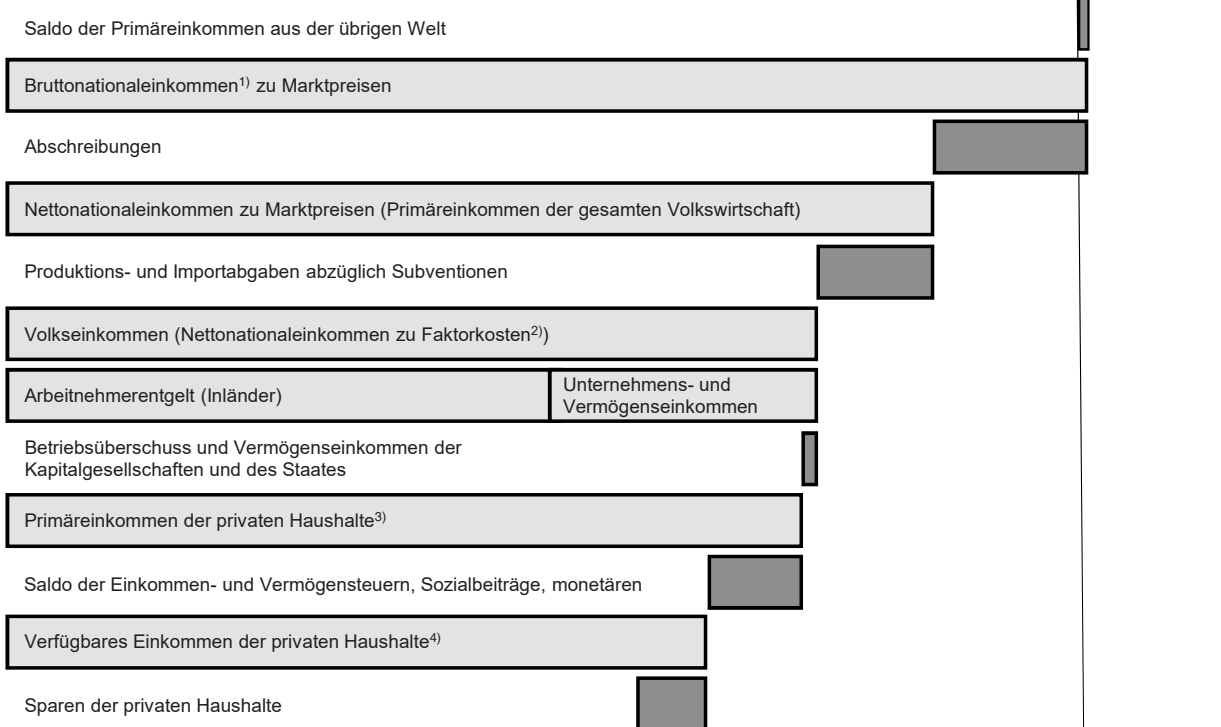 Saldo der Primäreinkommen aus der übrigen Welt
Bruttonationaleinkommen1) zu Marktpreisen
Abschreibungen
Nettonationaleinkommen zu Marktpreisen (Primäreinkommen der gesamten Volkswirtschaft)
Produktions- und Importabgaben abzüglich Subventionen
Volkseinkommen (Nettonationaleinkommen zu Faktorkosten2))
Arbeitnehmerentgelt (Inländer)
Unternehmens- und
Vermögenseinkommen
Betriebsüberschuss und Vermögenseinkommen der
Kapitalgesellschaften und des Staates
Primäreinkommen der privaten Haushalte3)
Saldo der Einkommen- und Vermögensteuern, Sozialbeiträge, monetären
Verfügbares Einkommen der privaten Haushalte4)
Sparen der privaten Haushalte